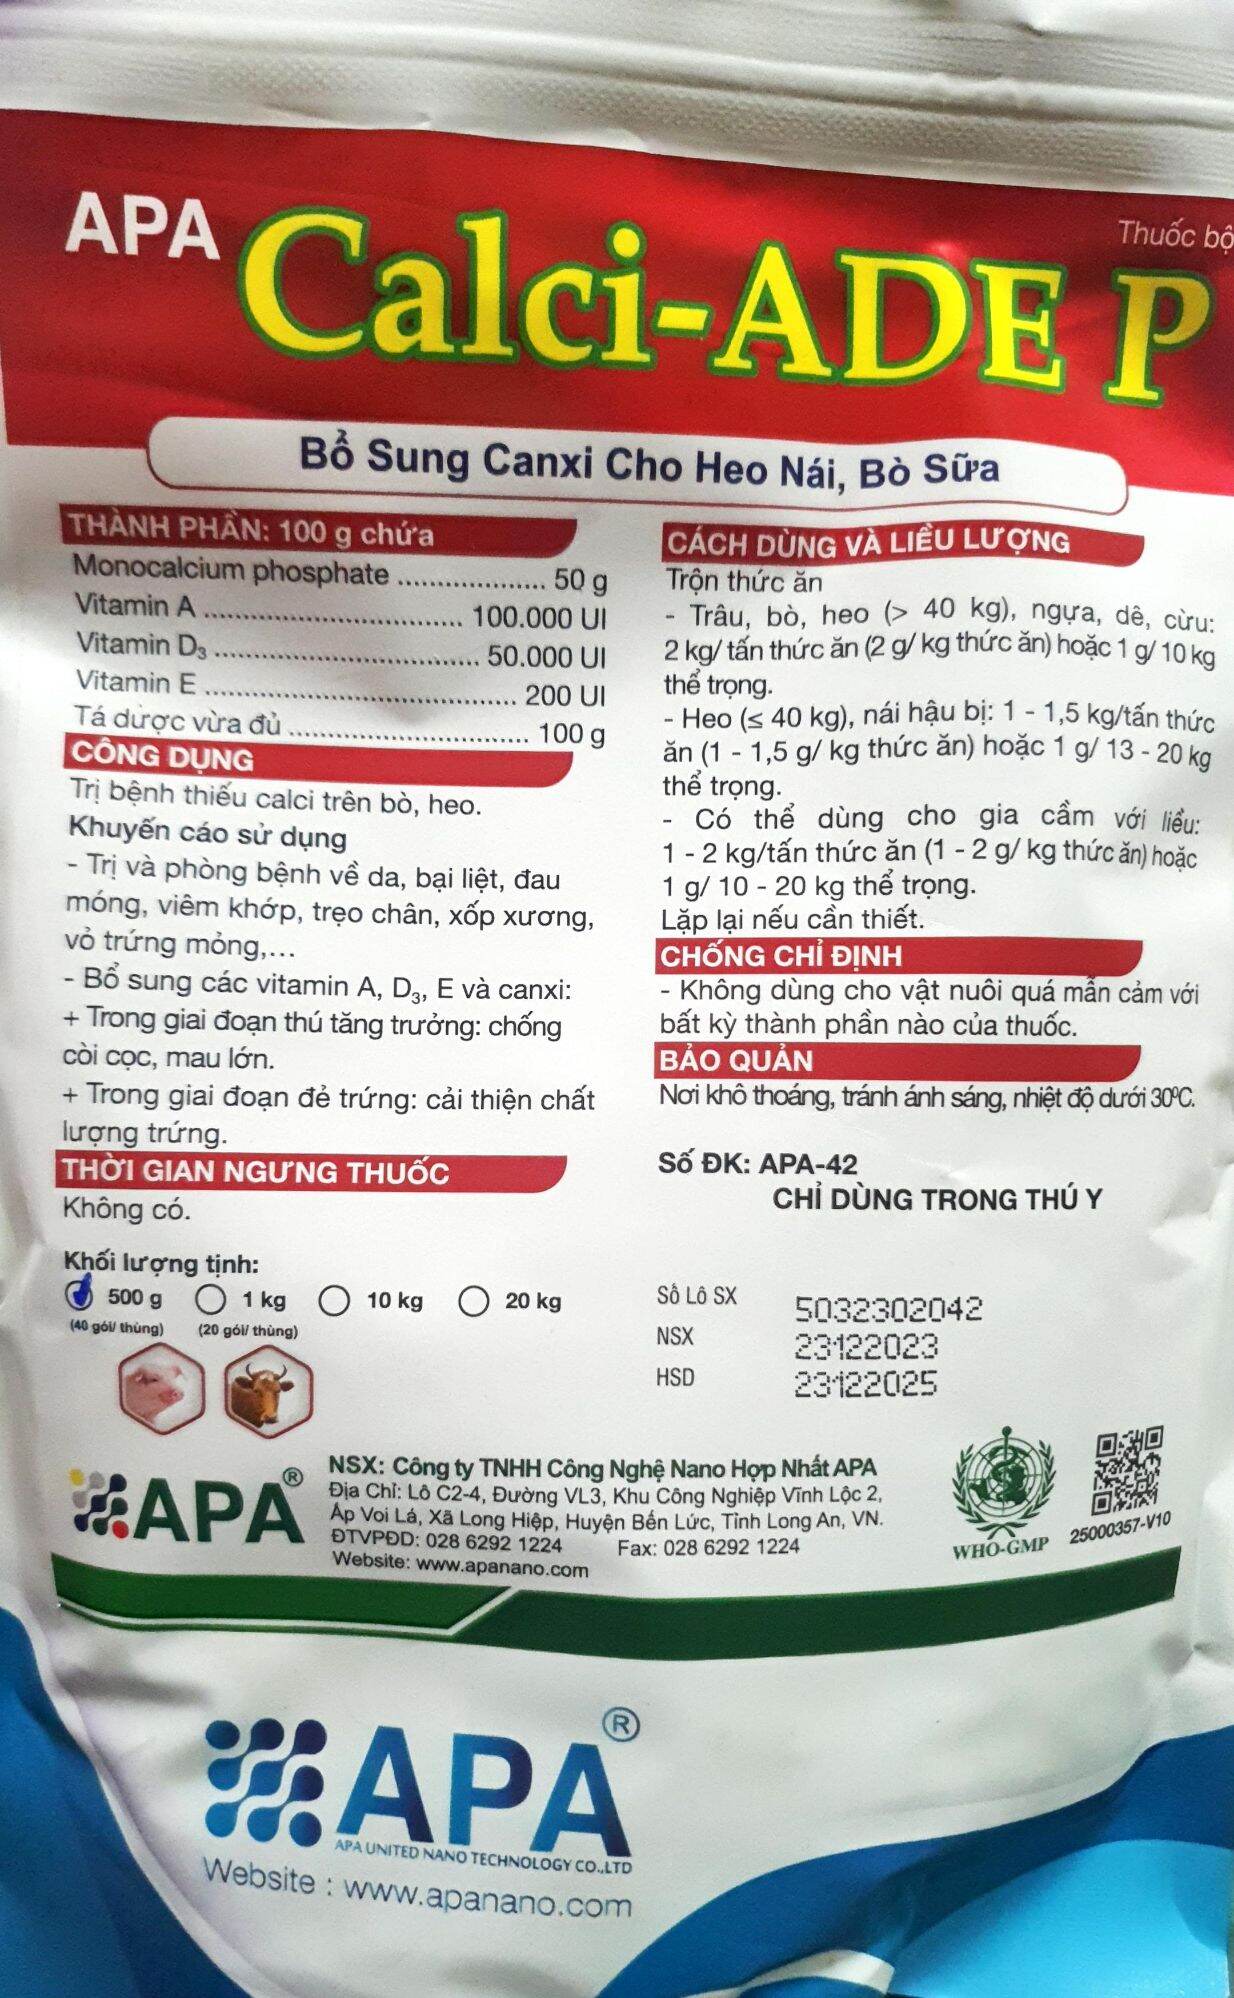 APA Calci-ADE P
Thuốc bộ
Bổ Sung Canxi Cho Heo Nái, Bò Sữa
THÀNH PHẦN: 100 g chứa
Monocalcium phosphate .................... 50 g
Vitamin A .................................. 100.000 UI
Vitamin D₃ .................................. 50.000 UI
Vitamin E ....................................... 200 UI
Tá dược vừa đủ ............................... 100 g
CÔNG DỤNG
Trị bệnh thiếu calci trên bò, heo.
Khuyến cáo sử dụng
- Trị và phòng bệnh về da, bại liệt, đau
móng, viêm khớp, trẹo chân, xốp xương,
vỏ trứng mỏng,...
- Bổ sung các vitamin A, D₃, E và canxi:
+ Trong giai đoạn thú tăng trưởng: chống
còi cọc, mau lớn.
+ Trong giai đoạn đẻ trứng: cải thiện chất
lượng trứng.
THỜI GIAN NGƯNG THUỐC
Không có.
Khối lượng tịnh:
500 g 1 kg 10 kg 20 kg
(40 gói/ thùng) (20 gói/ thùng)
CÁCH DÙNG VÀ LIỀU LƯỢNG
Trộn thức ăn
- Trâu, bò, heo (> 40 kg), ngựa, dê, cừu:
2 kg/ tấn thức ăn (2 g/ kg thức ăn) hoặc 1 g/ 10 kg
thể trọng.
- Heo (≤ 40 kg), nái hậu bị: 1 - 1,5 kg/tấn thức
ăn (1 - 1,5 g/ kg thức ăn) hoặc 1 g/ 13 - 20 kg
thể trọng.
- Có thể dùng cho gia cầm với liều:
1 - 2 kg/tấn thức ăn (1 - 2 g/ kg thức ăn) hoặc
1 g/ 10 - 20 kg thể trọng.
Lặp lại nếu cần thiết.
CHỐNG CHỈ ĐỊNH
- Không dùng cho vật nuôi quá mẫn cảm với
bất kỳ thành phần nào của thuốc.
BẢO QUẢN
Nơi khô thoáng, tránh ánh sáng, nhiệt độ dưới 30⁰C.
Số ĐK: APA-42
CHỈ DÙNG TRONG THÚ Y
Số Lô SX 5032302042
NSX 23122023
HSD 23122025
APA®
NSX: Công ty TNHH Công Nghệ Nano Hợp Nhất APA
Địa Chỉ: Lô C2-4, Đường VL3, Khu Công Nghiệp Vĩnh Lộc 2,
Ấp Voi Lá, Xã Long Hiệp, Huyện Bến Lức, Tỉnh Long An, VN.
ĐTVPĐD: 028 6292 1224 Fax: 028 6292 1224
Website: www.apanano.com
WHO-GMP
25000357-V10
APA®
APA UNITED NANO TECHNOLOGY CO.,LTD
Website : www.apanano.com